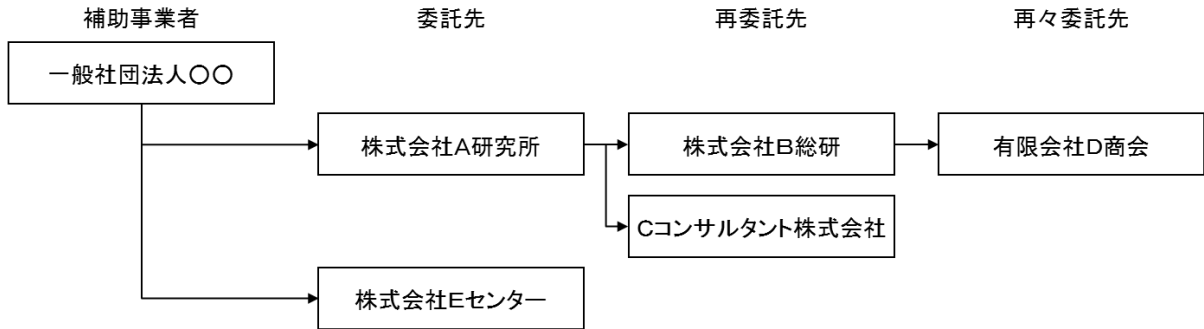 補助事業者
委託先
再委託先
再々委託先
一般社団法人〇〇
株式会社A研究所
株式会社B総研
有限会社D商会
Cコンサルタント株式会社
株式会社Eセンター